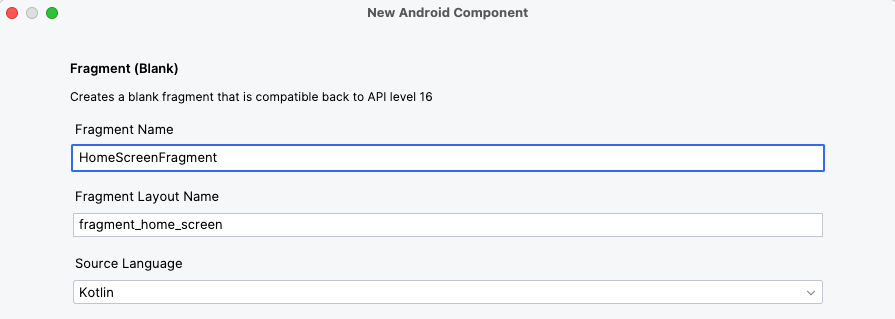 New Android Component
Fragment (Blank)
Creates a blank fragment that is compatible back to API level 16
Fragment Name
HomeScreenFragment
Fragment Layout Name
fragment_home_screen
Source Language
Kotlin